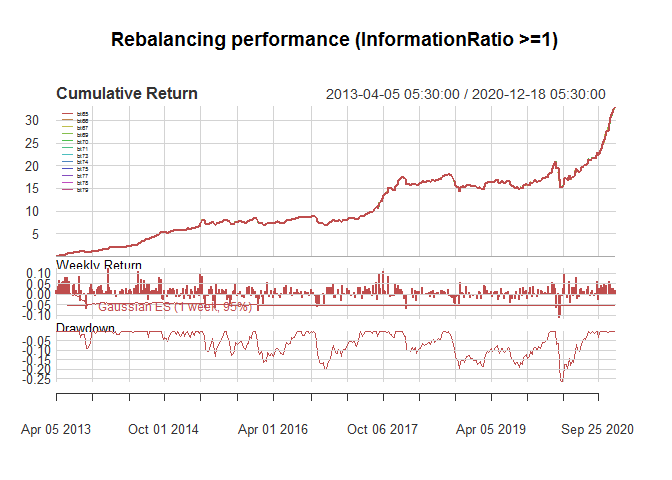 Rebalancing performance (InformationRatio >=1)
Cumulative Return 2013-04-05 05:30:00 / 2020-12-18 05:30:00
30
25
20
15
10
5
Weekly Return
0.10
0.05
0.00
-0.05
-0.10
Gaussian ES (1 week, 95%)
Drawdown
-0.05
-0.10
-0.15
-0.20
-0.25
Apr 05 2013 Oct 01 2014 Apr 01 2016 Oct 06 2017 Apr 05 2019 Sep 25 2020